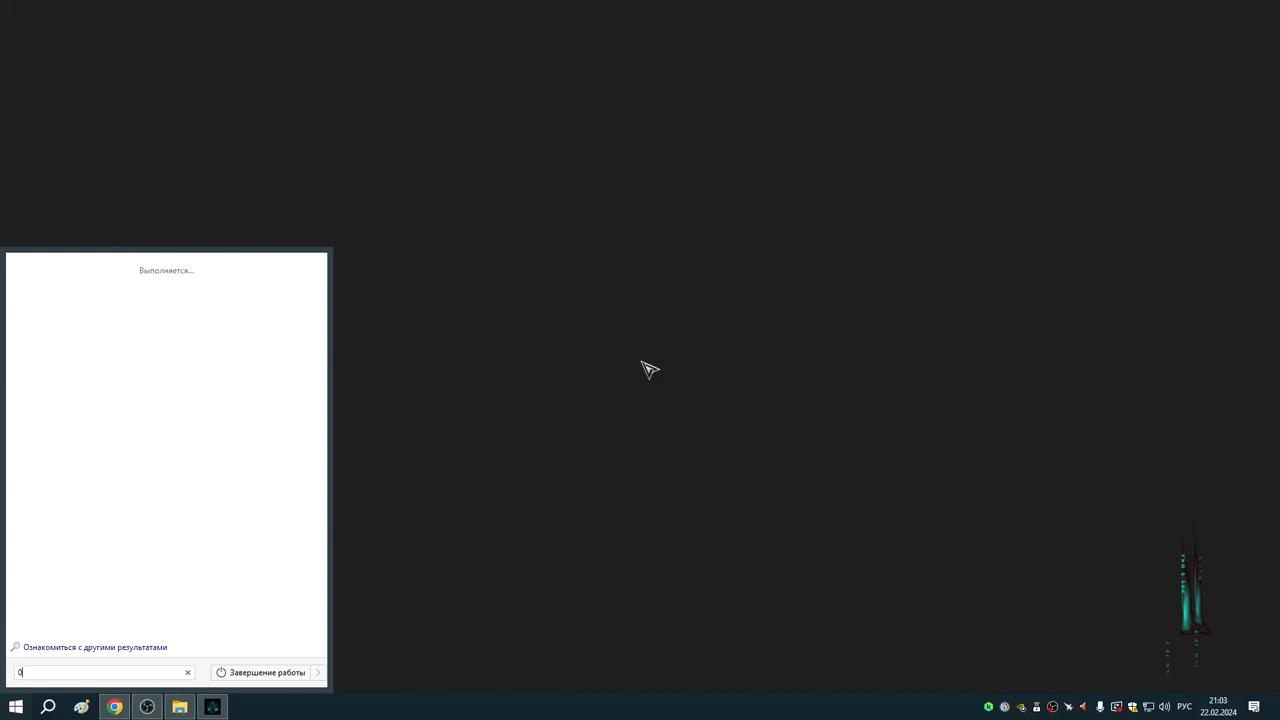 Выполняется...
Ознакомиться с другими результатами
0
Завершение работы
РУС
21:03
22.02.2024